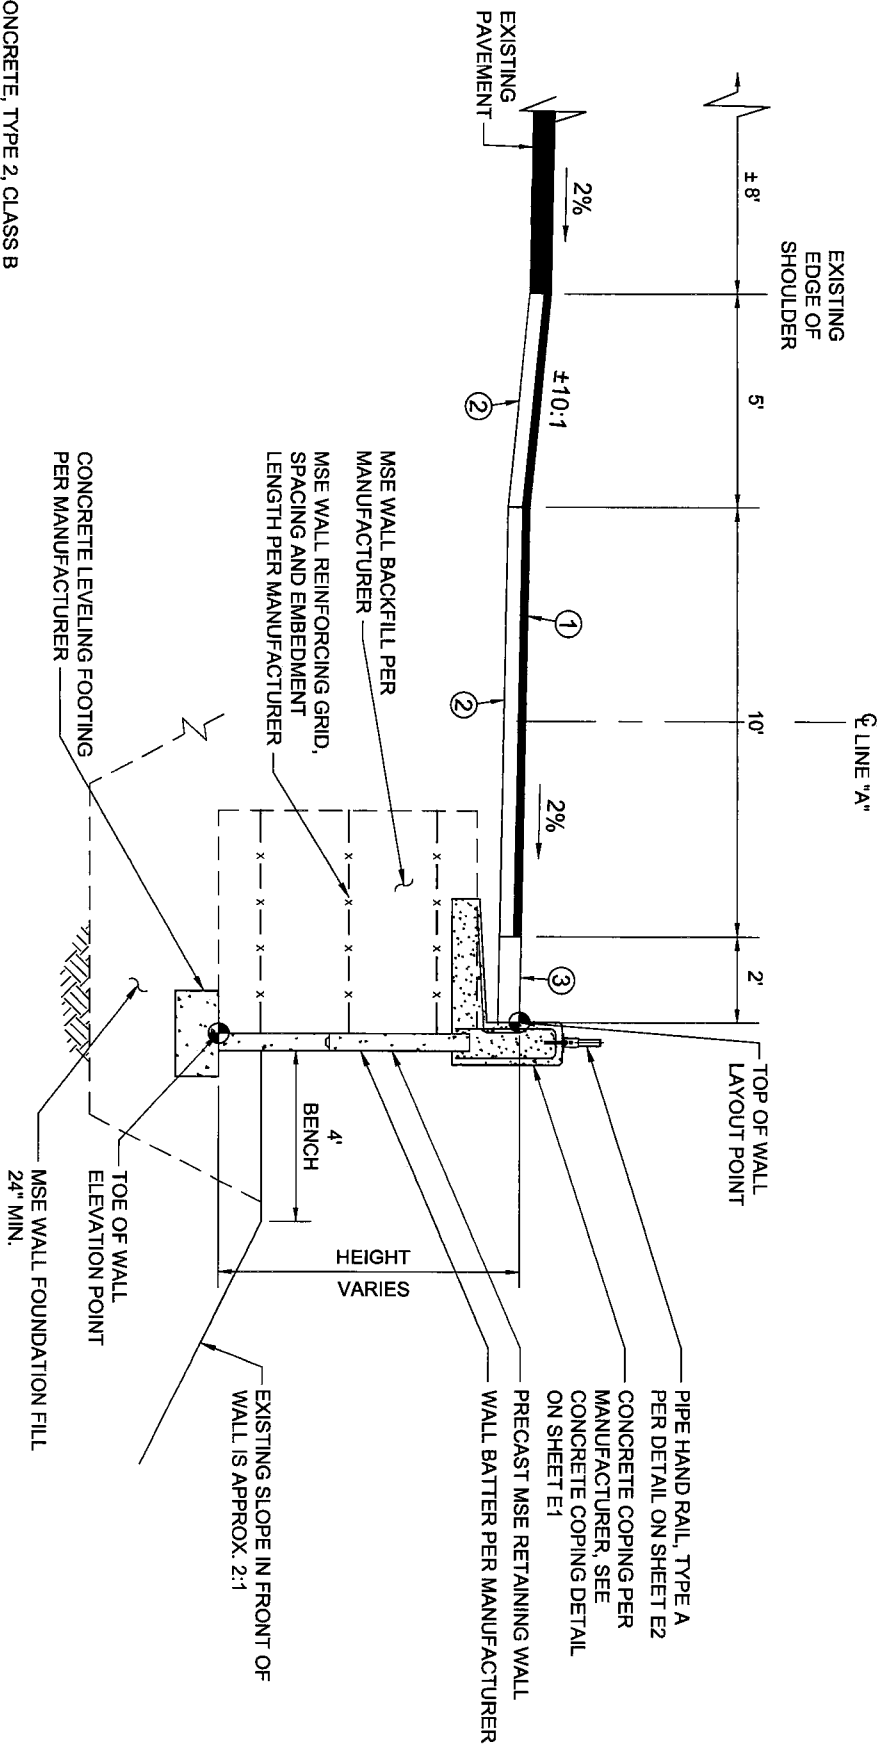 ℄ LINE "A"
EXISTING
EDGE OF
SHOULDER
±8'
5'
10'
2'
TOP OF WALL
LAYOUT POINT
EXISTING
PAVEMENT
2%
±10:1
2%
①
②
②
③
PIPE HAND RAIL, TYPE A
PER DETAIL ON SHEET E2
CONCRETE COPING PER
MANUFACTURER, SEE
CONCRETE COPING DETAIL
ON SHEET E1
PRECAST MSE RETAINING WALL
WALL BATTER PER MANUFACTURER
MSE WALL BACKFILL PER
MANUFACTURER
MSE WALL REINFORCING GRID,
SPACING AND EMBEDMENT
LENGTH PER MANUFACTURER
HEIGHT
VARIES
4'
BENCH
EXISTING SLOPE IN FRONT OF
WALL IS APPROX. 2:1
CONCRETE LEVELING FOOTING
PER MANUFACTURER
TOE OF WALL
ELEVATION POINT
MSE WALL FOUNDATION FILL
24" MIN.
ONCRETE, TYPE 2, CLASS B